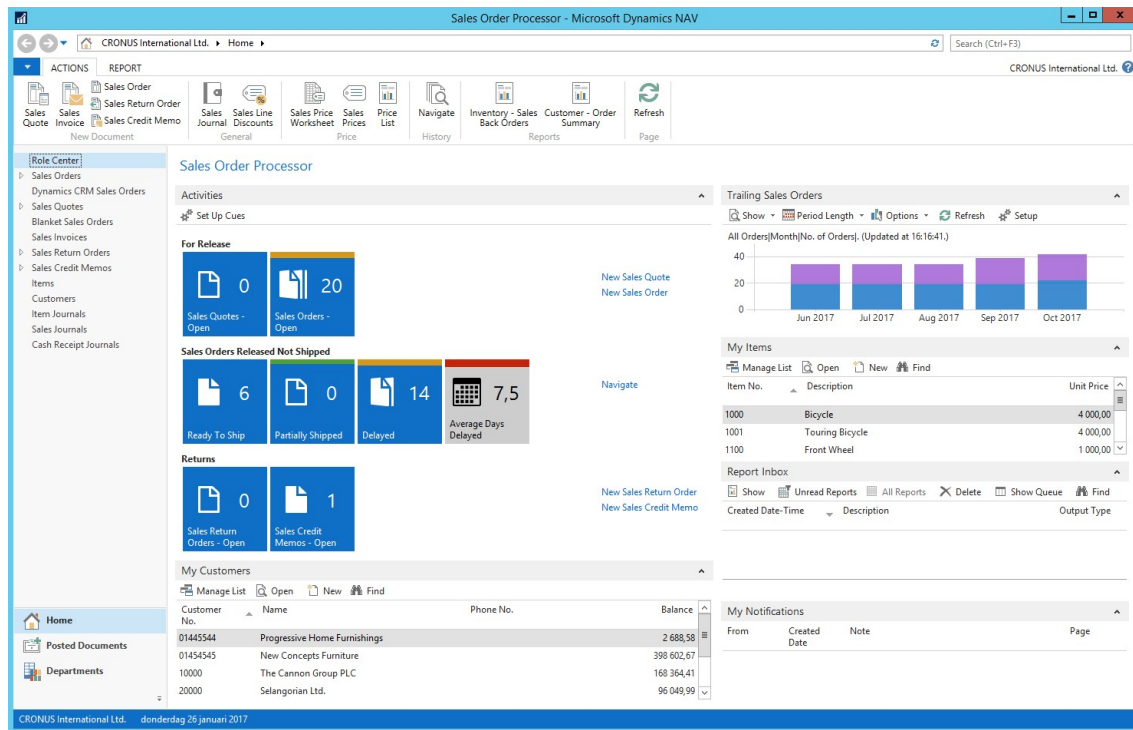 Sales Order Processor - Microsoft Dynamics NAV
CRONUS International Ltd. Home
Search (Ctrl+F3)
ACTIONS REPORT
CRONUS International Ltd.
Sales Quote
Sales Invoice
Sales Order
Sales Return Order
Sales Credit Memo
New Document
Sales Journal
Sales Line Discounts
General
Sales Price Worksheet
Sales Prices
Price List
Price
Navigate
History
Inventory - Sales Back Orders
Customer - Order Summary
Reports
Refresh
Page
Role Center
Sales Orders
Dynamics CRM Sales Orders
Sales Quotes
Blanket Sales Orders
Sales Invoices
Sales Return Orders
Sales Credit Memos
Items
Customers
Item Journals
Sales Journals
Cash Receipt Journals
Home
Posted Documents
Departments
Sales Order Processor
Activities
Set Up Cues
For Release
0
Sales Quotes - Open
20
Sales Orders - Open
New Sales Quote
New Sales Order
Sales Orders Released Not Shipped
6
Ready To Ship
0
Partially Shipped
14
Delayed
7,5
Average Days Delayed
Navigate
Returns
0
Sales Return Orders - Open
1
Sales Credit Memos - Open
New Sales Return Order
New Sales Credit Memo
My Customers
Manage List Open New Find
Customer No. Name Phone No. Balance
01445544 Progressive Home Furnishings 2 688,58
01454545 New Concepts Furniture 398 602,67
10000 The Cannon Group PLC 168 364,41
20000 Selangorian Ltd. 96 049,99
Trailing Sales Orders
Show Period Length Options Refresh Setup
All Orders|Month|No. of Orders|. (Updated at 16:16:41.)
40
20
0
Jun 2017 Jul 2017 Aug 2017 Sep 2017 Oct 2017
My Items
Manage List Open New Find
Item No. Description Unit Price
1000 Bicycle 4 000,00
1001 Touring Bicycle 4 000,00
1100 Front Wheel 1 000,00
Report Inbox
Show Unread Reports All Reports Delete Show Queue Find
Created Date-Time Description Output Type
My Notifications
From Created Date Note Page
CRONUS International Ltd. donderdag 26 januari 2017